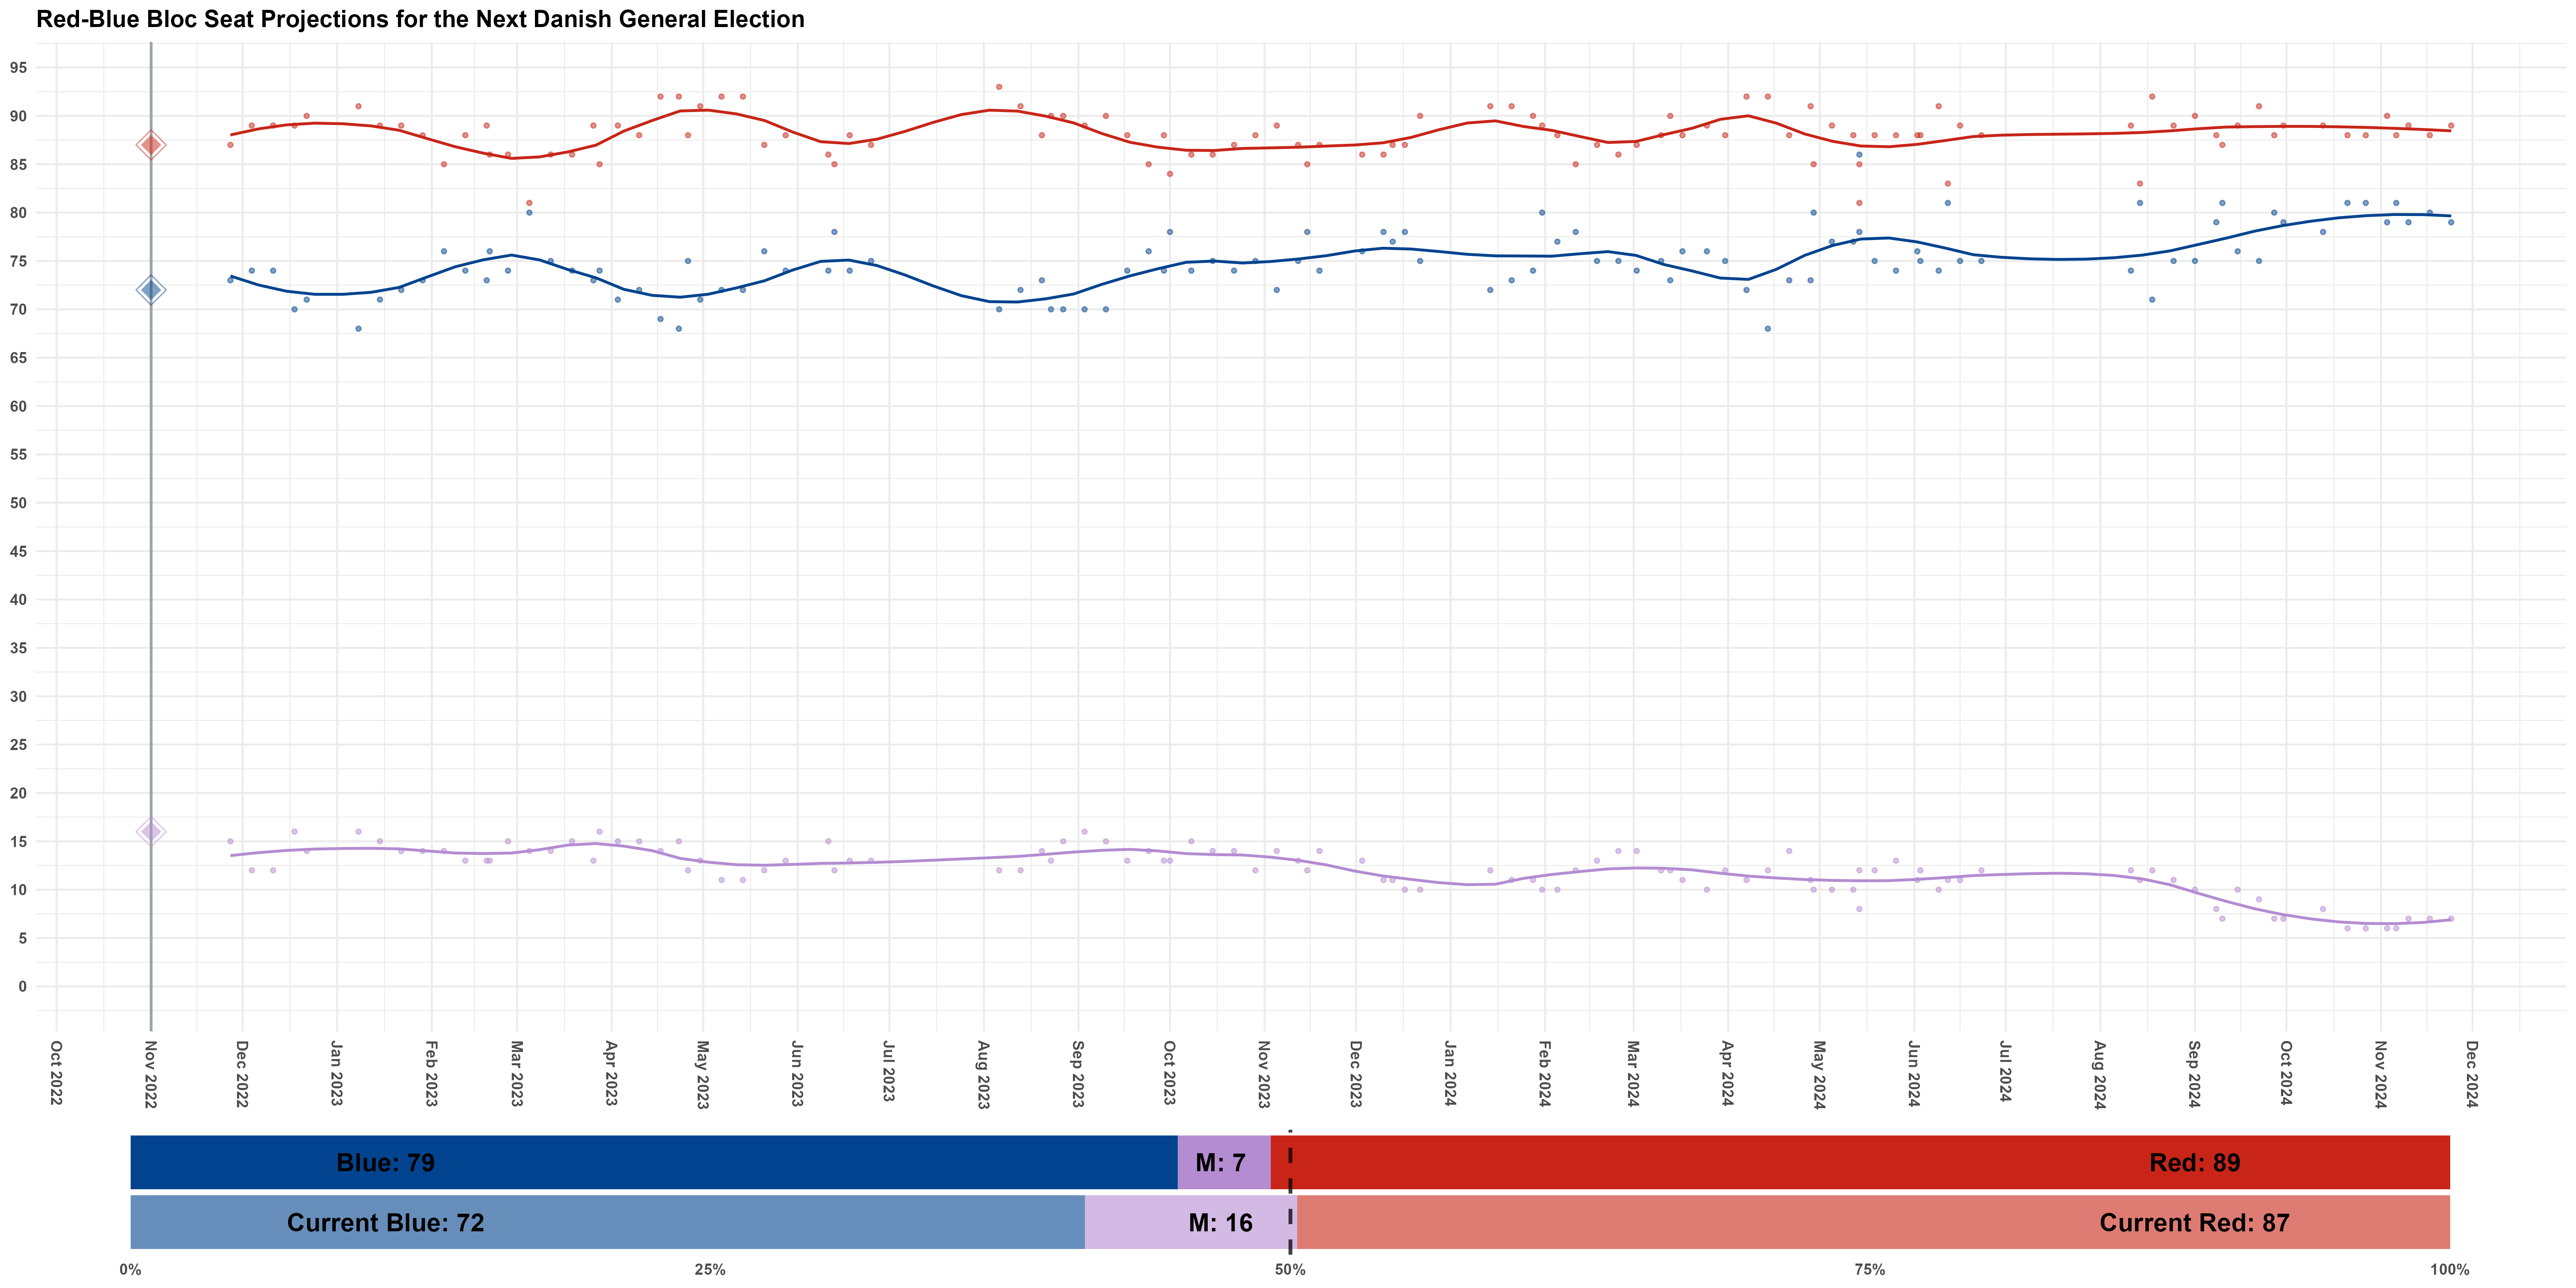 Red-Blue Bloc Seat Projections for the Next Danish General Election
95
90
85
80
75
70
65
60
55
50
45
40
35
30
25
20
15
10
5
0
Oct 2022
Nov 2022
Dec 2022
Jan 2023
Feb 2023
Mar 2023
Apr 2023
May 2023
Jun 2023
Jul 2023
Aug 2023
Sep 2023
Oct 2023
Nov 2023
Dec 2023
Jan 2024
Feb 2024
Mar 2024
Apr 2024
May 2024
Jun 2024
Jul 2024
Aug 2024
Sep 2024
Oct 2024
Nov 2024
Dec 2024
Blue: 79 M: 7 Red: 89
Current Blue: 72 M: 16 Current Red: 87
0% 25% 50% 75% 100%